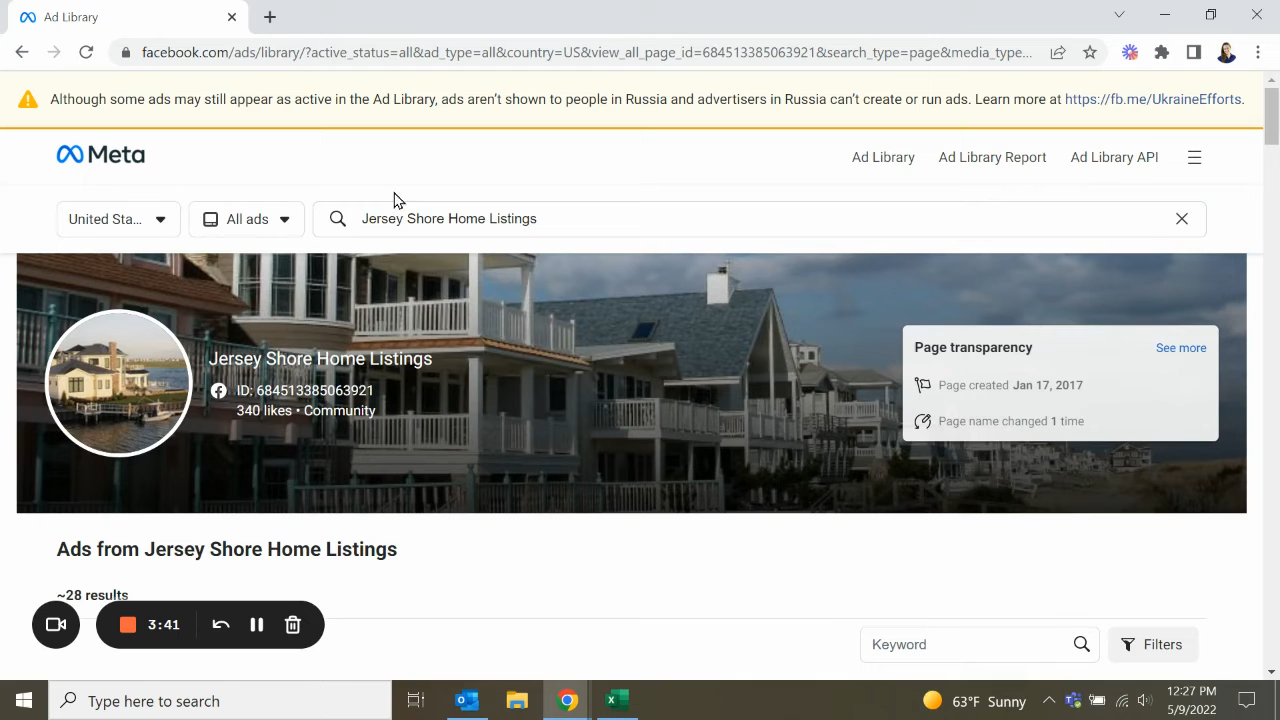 Ad Library
facebook.com/ads/library/?active_status=all&ad_type=all&country=US&view_all_page_id=684513385063921&search_type=page&media_type...
Although some ads may still appear as active in the Ad Library, ads aren't shown to people in Russia and advertisers in Russia can't create or run ads. Learn more at https://fb.me/UkraineEfforts.
Meta
Ad Library
Ad Library Report
Ad Library API
United Sta...
All ads
Jersey Shore Home Listings
Jersey Shore Home Listings
ID: 684513385063921
340 likes • Community
Page transparency
See more
Page created Jan 17, 2017
Page name changed 1 time
Ads from Jersey Shore Home Listings
~28 results
3:41
Keyword
Filters
Type here to search
63°F Sunny
12:27 PM
5/9/2022